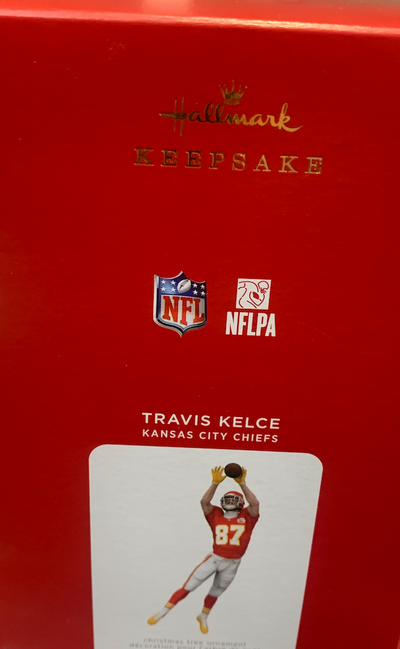 Hallmark
KEEPSAKE
NFL
NFLPA
TRAVIS KELCE
KANSAS CITY CHIEFS
87
christmas tree ornament